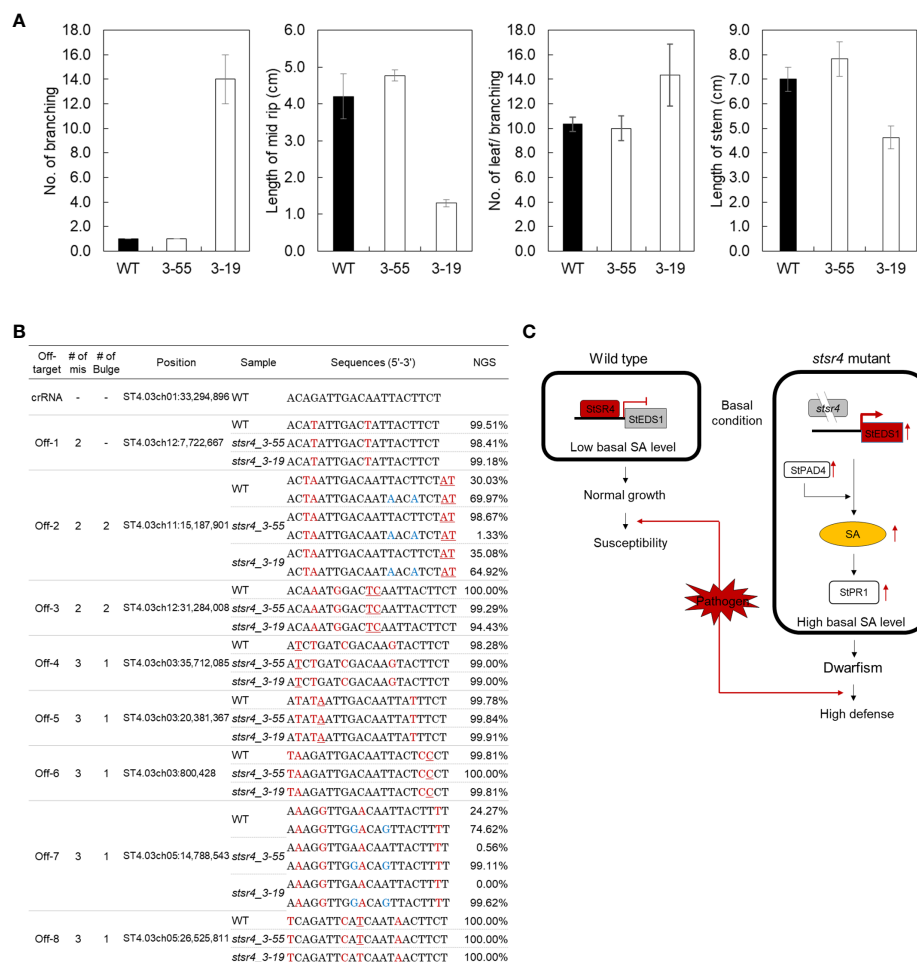 A
No. of branching
18.0
16.0
14.0
12.0
10.0
8.0
6.0
4.0
2.0
0.0
WT 3-55 3-19
Length of mid rip (cm)
6.0
5.0
4.0
3.0
2.0
1.0
0.0
WT 3-55 3-19
No. of leaf/ branching
18.0
16.0
14.0
12.0
10.0
8.0
6.0
4.0
2.0
0.0
WT 3-55 3-19
Length of stem (cm)
9.0
8.0
7.0
6.0
5.0
4.0
3.0
2.0
1.0
0.0
WT 3-55 3-19
B
Off-target # of mis # of Bulge Position Sample Sequences (5'-3') NGS
crRNA - - ST4.03ch01:33,294,896 WT ACAGATTGACAATTACTTCT
Off-1 2 - ST4.03ch12:7,722,667 WT ACATATTGACTATTACTTCT 99.51%
stsr4_3-55 ACATATTGACTATTACTTCT 98.41%
stsr4_3-19 ACATATTGACTATTACTTCT 99.18%
Off-2 2 2 ST4.03ch11:15,187,901 WT ACTAATTGACAATTACTTCTAT 30.03%
ACTAATTGACAATAACATCTAT 69.97%
stsr4_3-55 ACTAATTGACAATTACTTCTAT 98.67%
ACTAATTGACAATAACATCTAT 1.33%
stsr4_3-19 ACTAATTGACAATTACTTCTAT 35.08%
ACTAATTGACAATAACATCTAT 64.92%
Off-3 2 2 ST4.03ch12:31,284,008 WT ACAAATGGACTCAATTACTTCT 100.00%
stsr4_3-55 ACAAATGGACTCAATTACTTCT 99.29%
stsr4_3-19 ACAAATGGACTCAATTACTTCT 94.43%
Off-4 3 1 ST4.03ch03:35,712,085 WT ATCTGATCGACAAGTACTTCT 98.28%
stsr4_3-55 ATCTGATCGACAAGTACTTCT 99.00%
stsr4_3-19 ATCTGATCGACAAGTACTTCT 99.00%
Off-5 3 1 ST4.03ch03:20,381,367 WT ATATAATTGACAATTATTTCT 99.78%
stsr4_3-55 ATATAATTGACAATTATTTCT 99.84%
stsr4_3-19 ATATAATTGACAATTATTTCT 99.91%
Off-6 3 1 ST4.03ch03:800,428 WT TAAGATTGACAATTACTCCCT 99.81%
stsr4_3-55 TAAGATTGACAATTACTCCCT 100.00%
stsr4_3-19 TAAGATTGACAATTACTCCCT 99.81%
Off-7 3 1 ST4.03ch05:14,788,543 WT AAAGGTTGAACAATTACTTTT 24.27%
AAAGGTTGGACAGTTACTTTT 74.62%
stsr4_3-55 AAAGGTTGAACAATTACTTTT 0.56%
AAAGGTTGGACAGTTACTTTT 99.11%
stsr4_3-19 AAAGGTTGAACAATTACTTTT 0.00%
AAAGGTTGGACAGTTACTTTT 99.62%
Off-8 3 1 ST4.03ch05:26,525,811 WT TCAGATTCATCAATAACTTCT 100.00%
stsr4_3-55 TCAGATTCATCAATAACTTCT 100.00%
stsr4_3-19 TCAGATTCATCAATAACTTCT 100.00%
C
Wild type
StSR4
StEDS1
Low basal SA level
Normal growth
Susceptibility
Basal condition
Pathogen
stsr4 mutant
stsr4
StEDS1
StPAD4
SA
StPR1
High basal SA level
Dwarfism
High defense